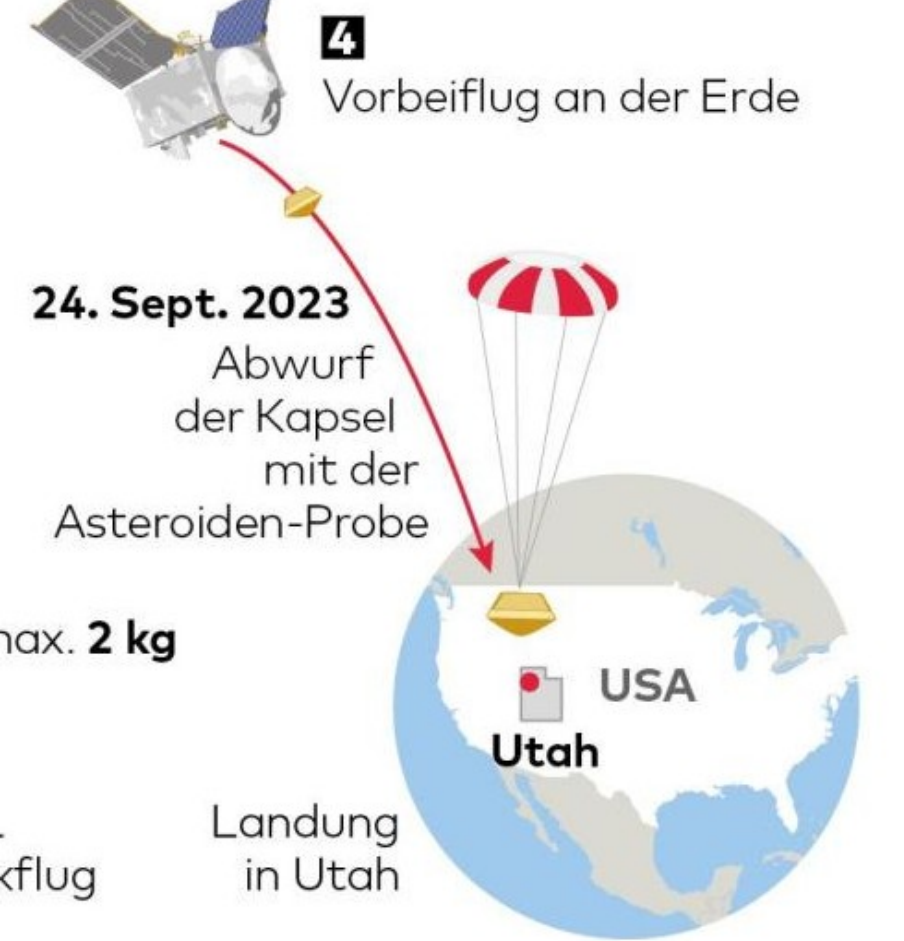 4
Vorbeiflug an der Erde
24. Sept. 2023
Abwurf
der Kapsel
mit der
Asteroiden-Probe
2 kg
USA
Utah
Landung
in Utah